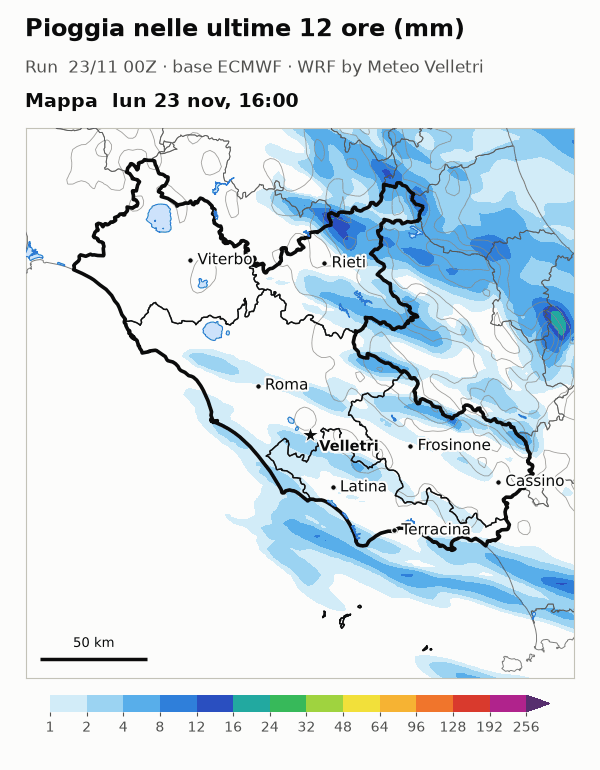 Pioggia nelle ultime 12 ore (mm)
Run  23/11 00Z · base ECMWF · WRF by Meteo Velletri
Mappa  lun 23 nov, 16:00
Viterbo
Rieti
Roma
Velletri
Frosinone
Cassino
Latina
Terracina
50 km
1 2 4 8 12 16 24 32 48 64 96 128 192 256